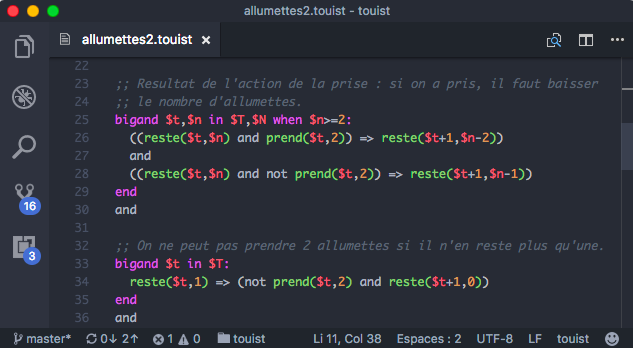 allumettes2.touist - touist
allumettes2.touist ×
22
23 ;; Resultat de l'action de la prise : si on a pris, il faut baisser
24 ;; le nombre d'allumettes.
25 bigand $t,$n in $T,$N when $n>=2:
26 ((reste($t,$n) and prend($t,2)) => reste($t+1,$n-2))
27 and
28 ((reste($t,$n) and not prend($t,2)) => reste($t+1,$n-1))
29 end
30 and
31
32 ;; On ne peut pas prendre 2 allumettes si il n'en reste plus qu'une.
33 bigand $t in $T:
34 reste($t,1) => (not prend($t,2) and reste($t+1,0))
35 end
36 and
16
3
master* 0↓ 2↑ 1 0 touist Li 11, Col 38 Espaces : 2 UTF-8 LF touist